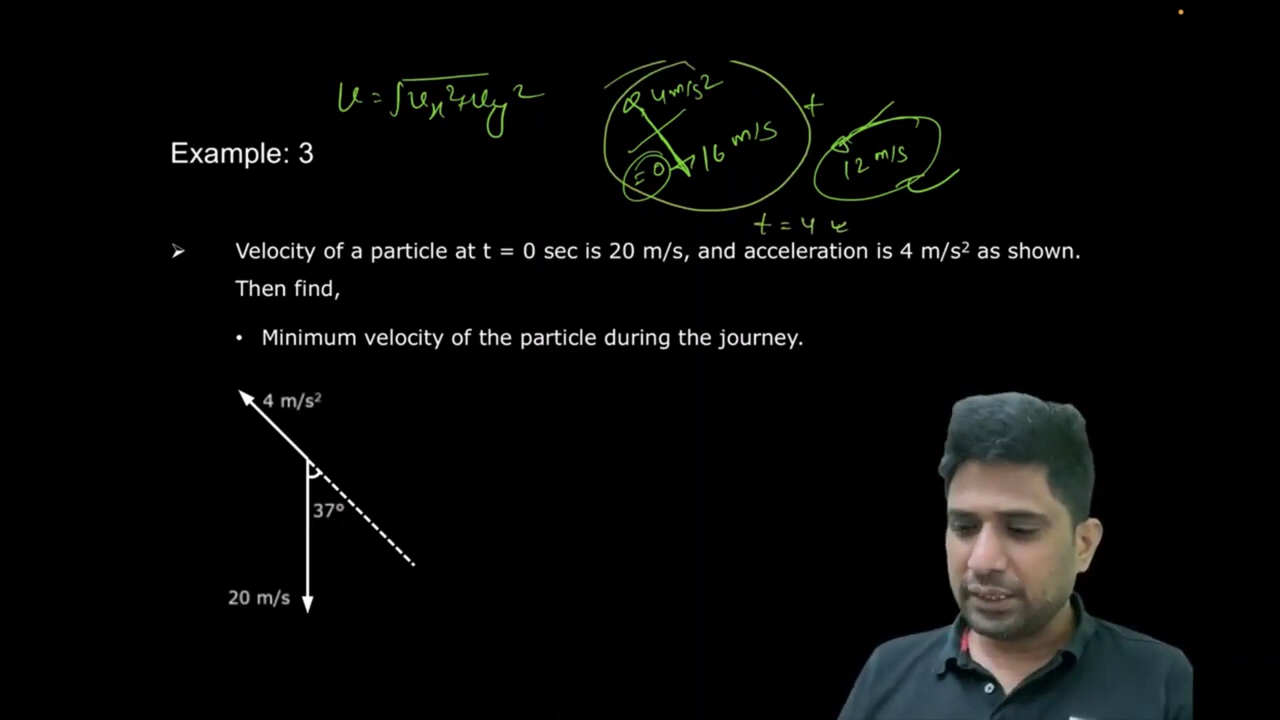 u = √ux²+uy²
4 m/s²
+
16 m/s
= 0
12 m/s
t = 4
Example: 3
➢ Velocity of a particle at t = 0 sec is 20 m/s, and acceleration is 4 m/s² as shown.
Then find,
• Minimum velocity of the particle during the journey.
4 m/s²
37º
20 m/s